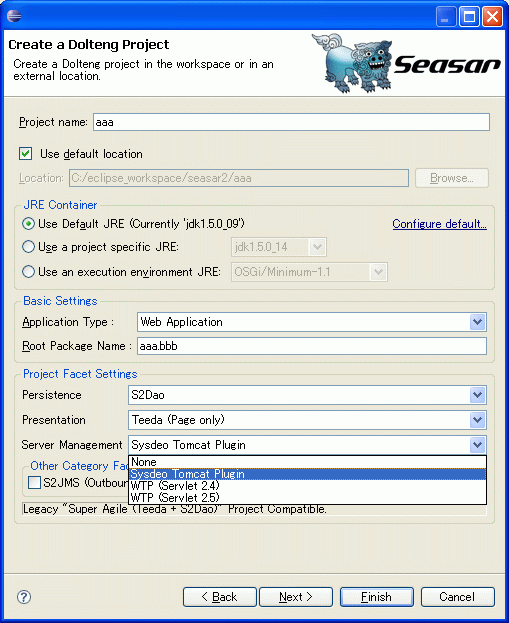 Create a Dolteng Project
Create a Dolteng project in the workspace or in an
external location.
Seasar
Project name: aaa
Use default location
Location: C:/eclipse_workspace/seasar2/aaa Browse...
JRE Container
Use Default JRE (Currently 'jdk1.5.0_09') Configure default...
Use a project specific JRE: jdk1.5.0_14
Use an execution environment JRE: OSGi/Minimum-1.1
Basic Settings
Application Type : Web Application
Root Package Name : aaa.bbb
Project Facet Settings
Persistence S2Dao
Presentation Teeda (Page only)
Server Management Sysdeo Tomcat Plugin
None
Other Category Fac
Sysdeo Tomcat Plugin
S2JMS (Outboun
WTP (Servlet 2.4)
WTP (Servlet 2.5)
Legacy "Super Agile (Teeda + S2Dao)" Project Compatible.
? < Back Next > Finish Cancel